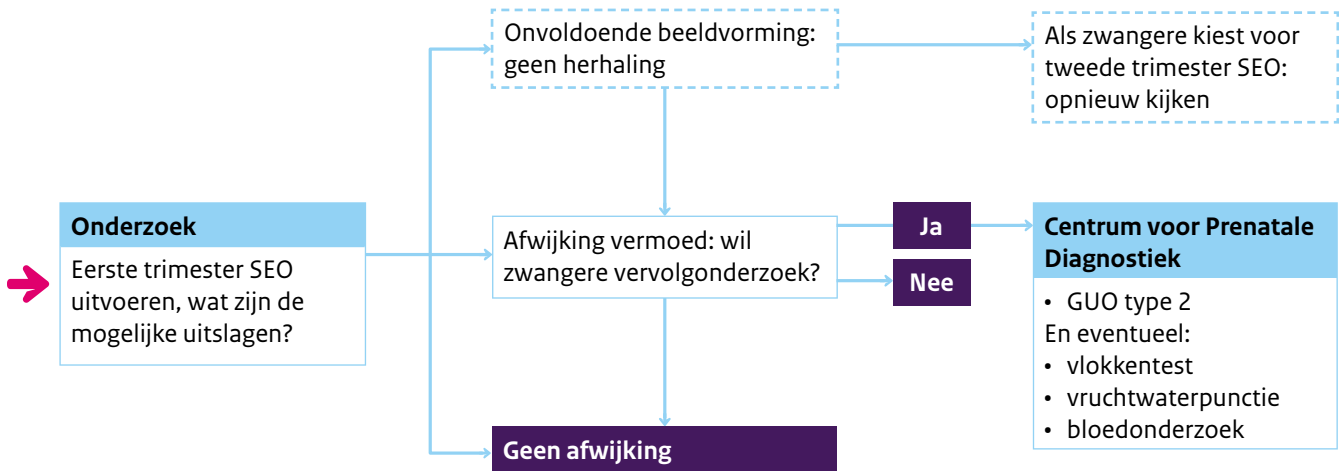 Onvoldoende beeldvorming:
geen herhaling
Als zwangere kiest voor
tweede trimester SEO:
opnieuw kijken
Onderzoek
Eerste trimester SEO
uitvoeren, wat zijn de
mogelijke uitslagen?
Afwijking vermoed: wil
zwangere vervolgonderzoek?
Ja
Nee
Centrum voor Prenatale
Diagnostiek
• GUO type 2
En eventueel:
• vlokkentest
• vruchtwaterpunctie
• bloedonderzoek
Geen afwijking